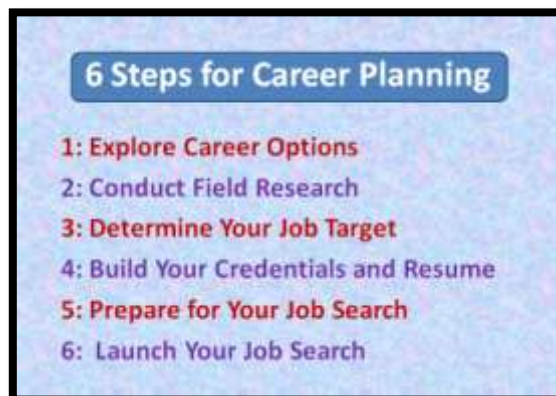 6 Steps for Career Planning
1: Explore Career Options
2: Conduct Field Research
3: Determine Your Job Target
4: Build Your Credentials and Resume
5: Prepare for Your Job Search
6: Launch Your Job Search